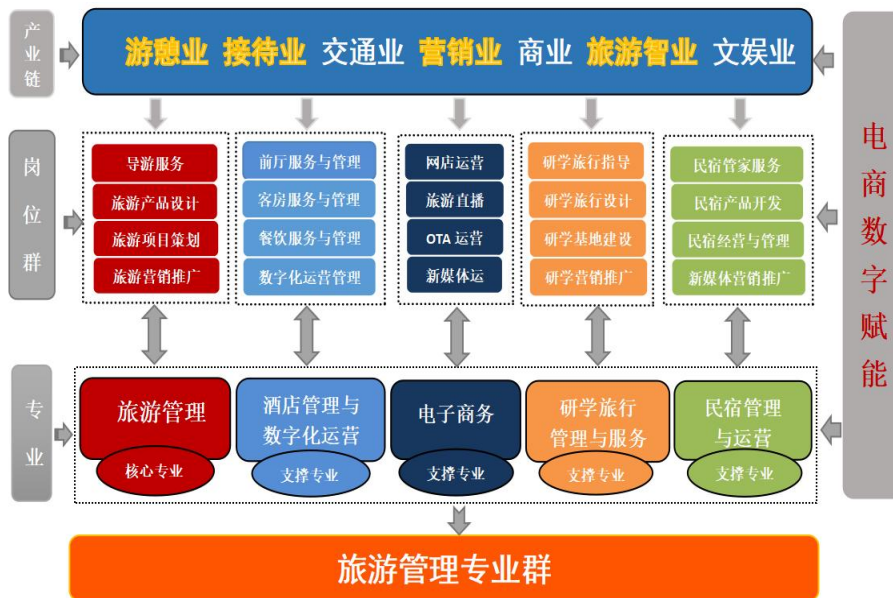 产业链
游憩业 接待业 交通业 营销业 商业 旅游智业 文娱业
电商数字赋能
岗位群
导游服务
旅游产品设计
旅游项目策划
旅游营销推广
前厅服务与管理
客房服务与管理
餐饮服务与管理
数字化运营管理
网店运营
旅游直播
OTA 运营
新媒体运
研学旅行指导
研学旅行设计
研学基地建设
研学营销推广
民宿管家服务
民宿产品开发
民宿经营与管理
新媒体营销推广
专业
旅游管理
核心专业
酒店管理与
数字化运营
支撑专业
电子商务
支撑专业
研学旅行
管理与服务
支撑专业
民宿管理
与运营
支撑专业
旅游管理专业群